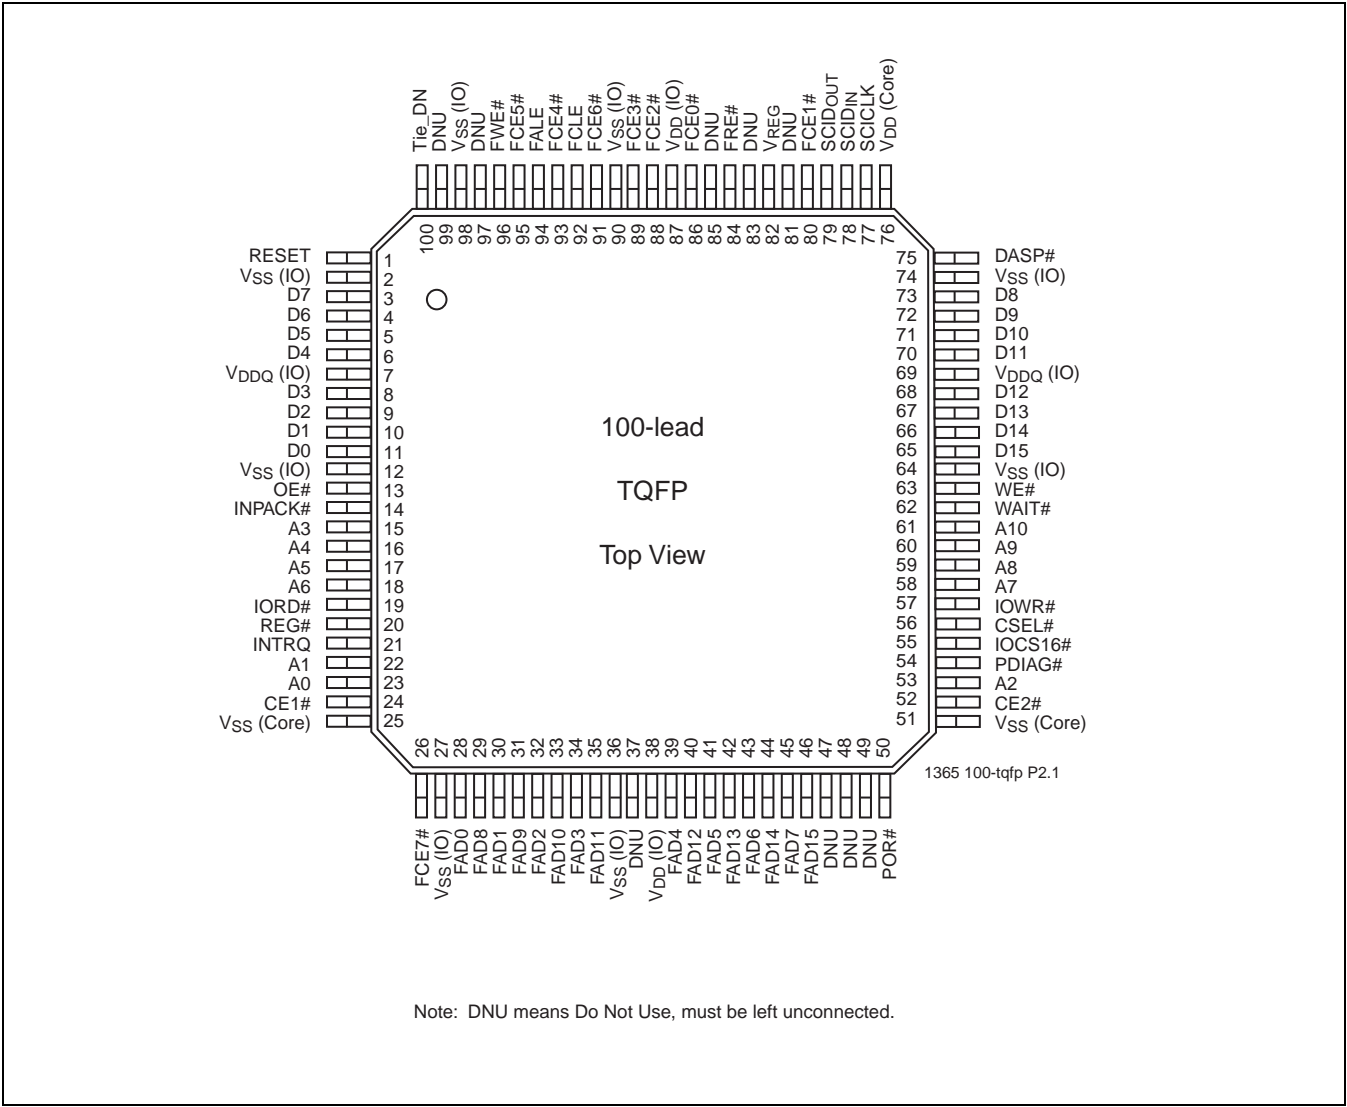 Tie_DN
DNU
VSS (IO)
DNU
FWE#
FCE5#
FALE
FCE4#
FCLE
FCE6#
VSS (IO)
FCE3#
FCE2#
VDD (IO)
FCE0#
DNU
FRE#
DNU
VREG
DNU
FCE1#
SCIDOUT
SCIDIN
SCICLK
VDD (Core)
100
99
98
97
96
95
94
93
92
91
90
89
88
87
86
85
84
83
82
81
80
79
78
77
76
RESET 1
VSS (IO) 2
D7 3
D6 4
D5 5
D4 6
VDDQ (IO) 7
D3 8
D2 9
D1 10
D0 11
VSS (IO) 12
OE# 13
INPACK# 14
A3 15
A4 16
A5 17
A6 18
IORD# 19
REG# 20
INTRQ 21
A1 22
A0 23
CE1# 24
VSS (Core) 25
100-lead
TQFP
Top View
75 DASP#
74 VSS (IO)
73 D8
72 D9
71 D10
70 D11
69 VDDQ (IO)
68 D12
67 D13
66 D14
65 D15
64 VSS (IO)
63 WE#
62 WAIT#
61 A10
60 A9
59 A8
58 A7
57 IOWR#
56 CSEL#
55 IOCS16#
54 PDIAG#
53 A2
52 CE2#
51 VSS (Core)
26
27
28
29
30
31
32
33
34
35
36
37
38
39
40
41
42
43
44
45
46
47
48
49
50
1365 100-tqfp P2.1
FCE7#
VSS (IO)
FAD0
FAD8
FAD1
FAD9
FAD2
FAD10
FAD3
FAD11
VSS (IO)
DNU
VDD (IO)
FAD4
FAD12
FAD5
FAD13
FAD6
FAD14
FAD7
FAD15
DNU
DNU
DNU
POR#
Note: DNU means Do Not Use, must be left unconnected.